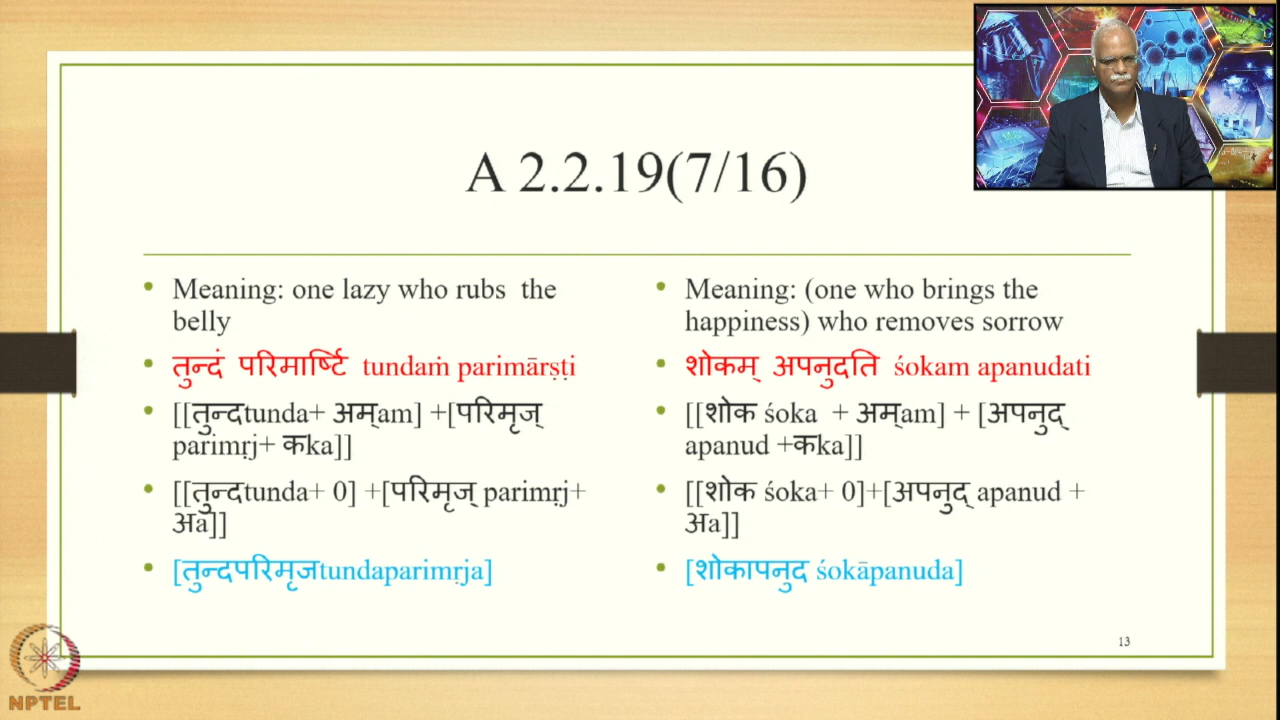 A 2.2.19(7/16)
• Meaning: one lazy who rubs the
belly
• तुन्दं परिमार्ष्टि tundaṁ parimārṣṭi
• [[तुन्दtunda+ अम्am] +[परिमृज्
parimṛj+ कka]]
• [[तुन्दtunda+ 0] +[परिमृज् parimṛj+
अa]]
• [तुन्दपरिमृजtundaparimṛja]
• Meaning: (one who brings the
happiness) who removes sorrow
• शोकम् अपनुदति śokam apanudati
• [[शोक śoka + अम्am] + [अपनुद्
apanud +कka]]
• [[शोक śoka+ 0]+[अपनुद् apanud +
अa]]
• [शोकापनुद śokāpanuda]
13
NPTEL